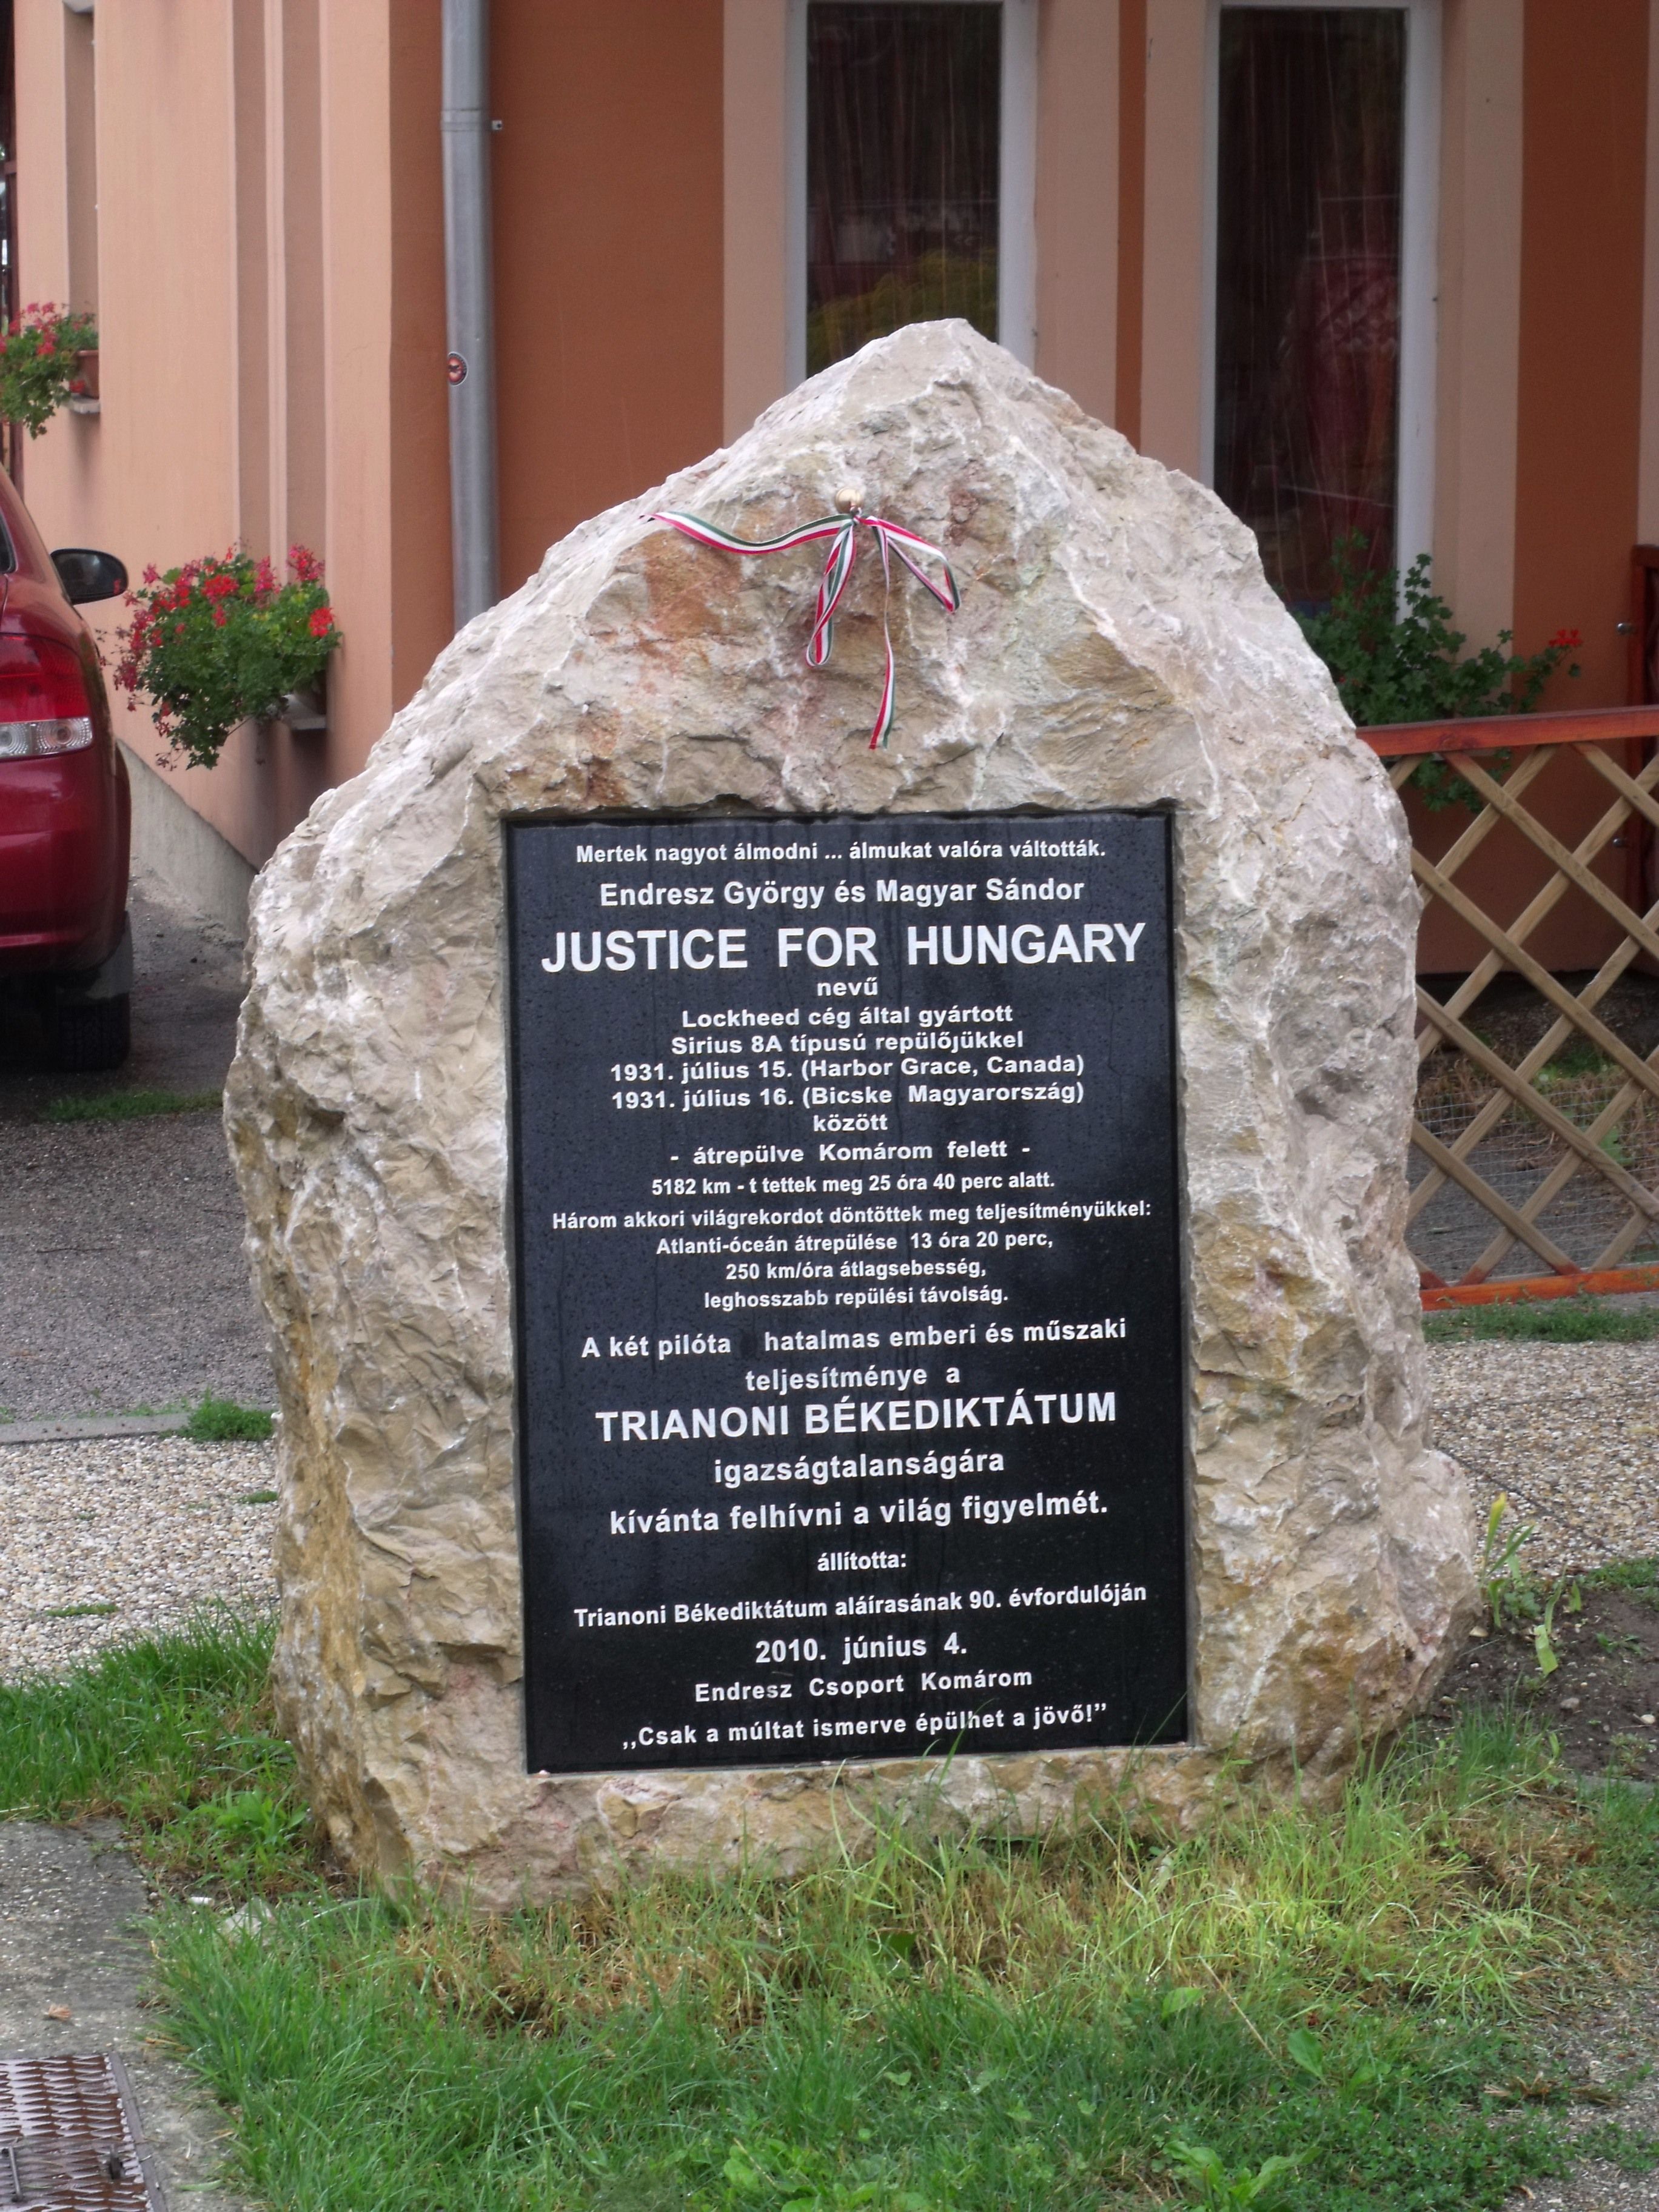 Mertek nagyot álmodni ... álmukat valóra váltották.
Endresz György és Magyar Sándor
JUSTICE FOR HUNGARY
nevű
Lockheed cég által gyártott
Sirius 8A típusú repülőjükkel
1931. július 15. (Harbor Grace, Canada)
1931. július 16. (Bicske Magyarország)
között
- átrepülve Komárom felett -
5182 km - t tettek meg 25 óra 40 perc alatt.
Három akkori világrekordot döntöttek meg teljesítményükkel:
Atlanti-óceán átrepülése 13 óra 20 perc,
250 km/óra átlagsebesség,
leghosszabb repülési távolság.
A két pilóta hatalmas emberi és műszaki
teljesítménye a
TRIANONI BÉKEDIKTÁTUM
igazságtalanságára
kívánta felhívni a világ figyelmét.
állította:
Trianoni Békediktátum aláírásának 90. évfordulóján
2010. június 4.
Endresz Csoport Komárom
,,Csak a múltat ismerve épülhet a jövő!”